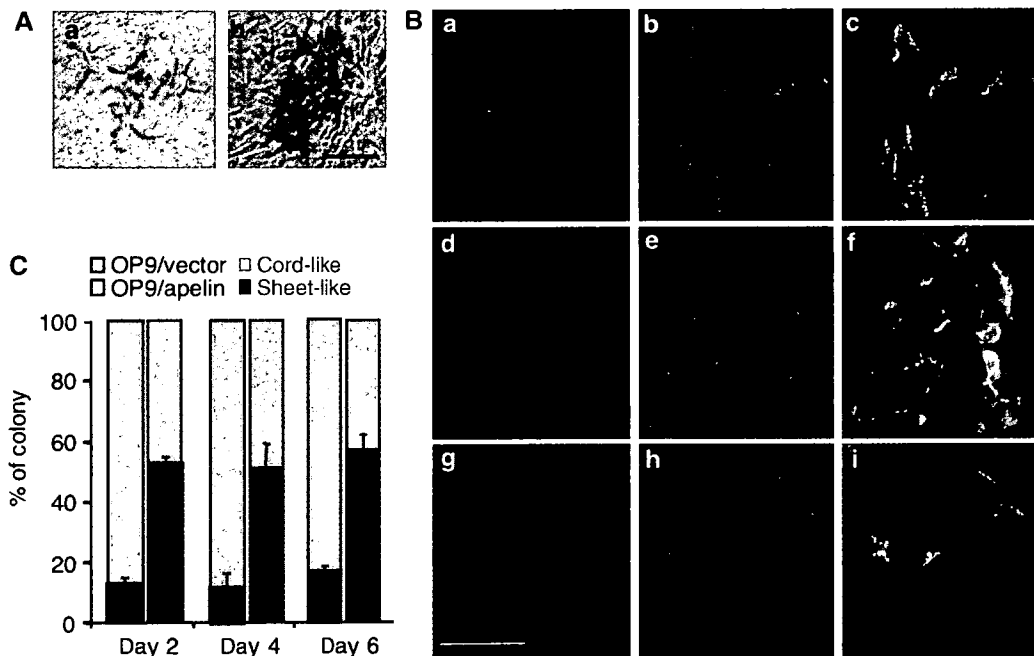 A
a
B
a
b
c
d
e
f
g
h
i
C
OP9/vector
Cord-like
OP9/apelin
Sheet-like
% of colony
100
80
60
40
20
0
Day 2
Day 4
Day 6